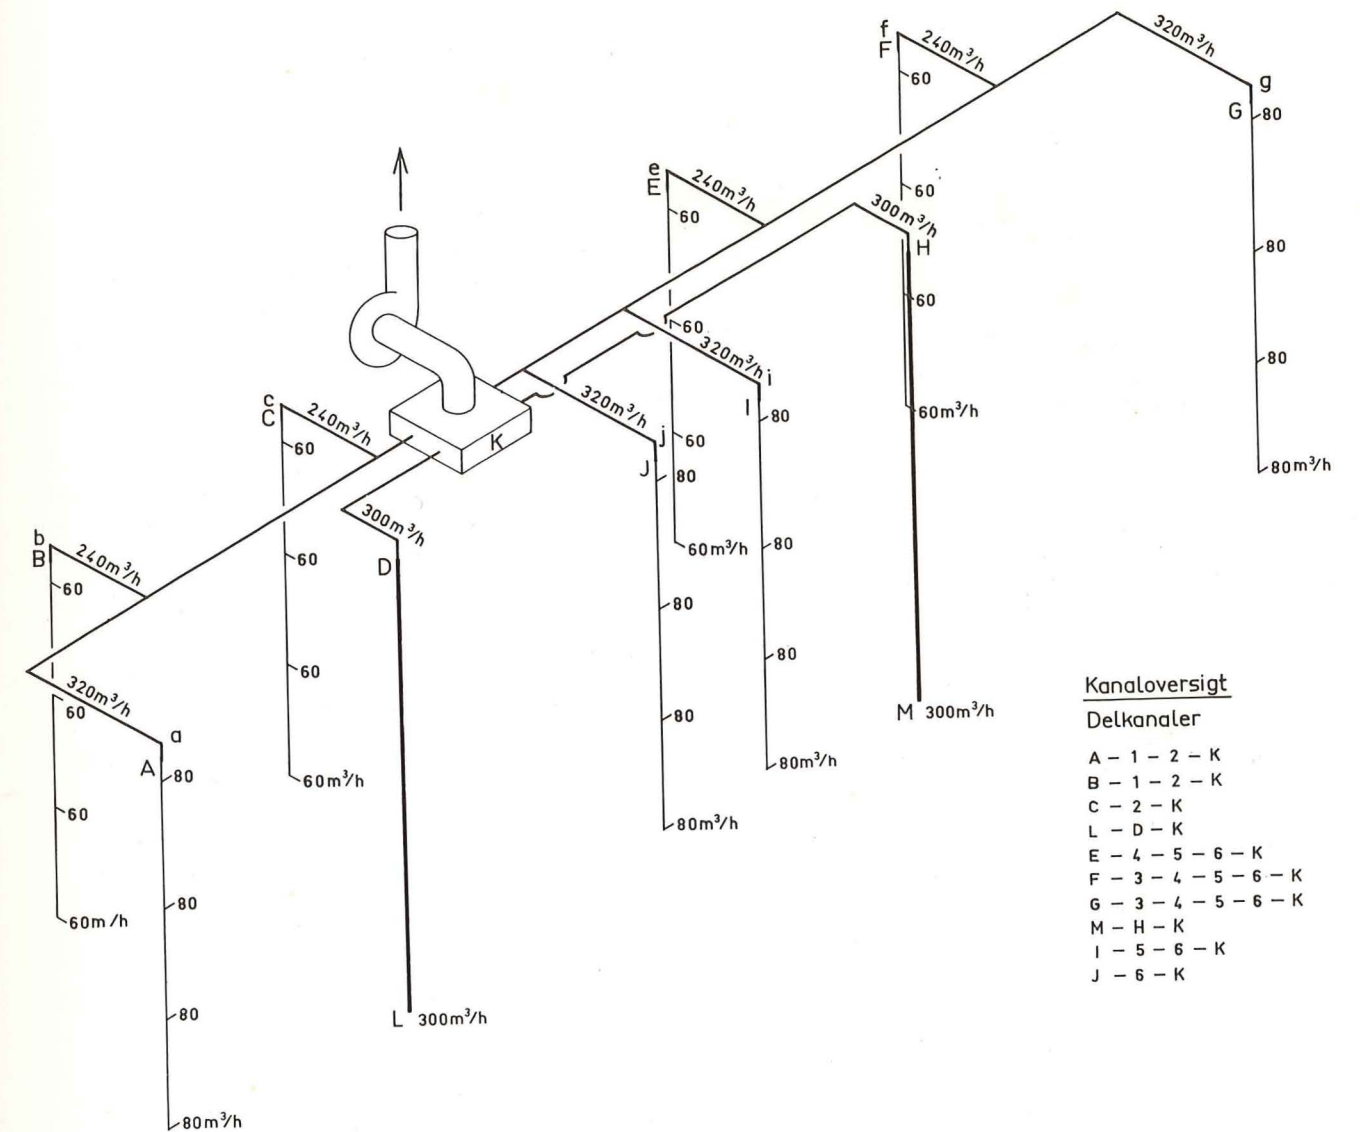 f
F
240m³/h
60
60
60
60m³/h
320m³/h
g
G
80
80
80
80m³/h
e
E
240m³/h
60
60
60
60m³/h
300m³/h
H
M 300m³/h
320m³/h
i
I
80
80
80
80m³/h
320m³/h
j
J
80
80
80
80m³/h
K
c
C
240m³/h
60
60
60
60m³/h
300m³/h
D
L 300m³/h
b
B
240m³/h
60
60
60
60m/h
320m³/h
a
A
80
80
80
80m³/h
Kanaloversigt
Delkanaler
A – 1 – 2 – K
B – 1 – 2 – K
C – 2 – K
L – D – K
E – 4 – 5 – 6 – K
F – 3 – 4 – 5 – 6 – K
G – 3 – 4 – 5 – 6 – K
M – H – K
I – 5 – 6 – K
J – 6 – K